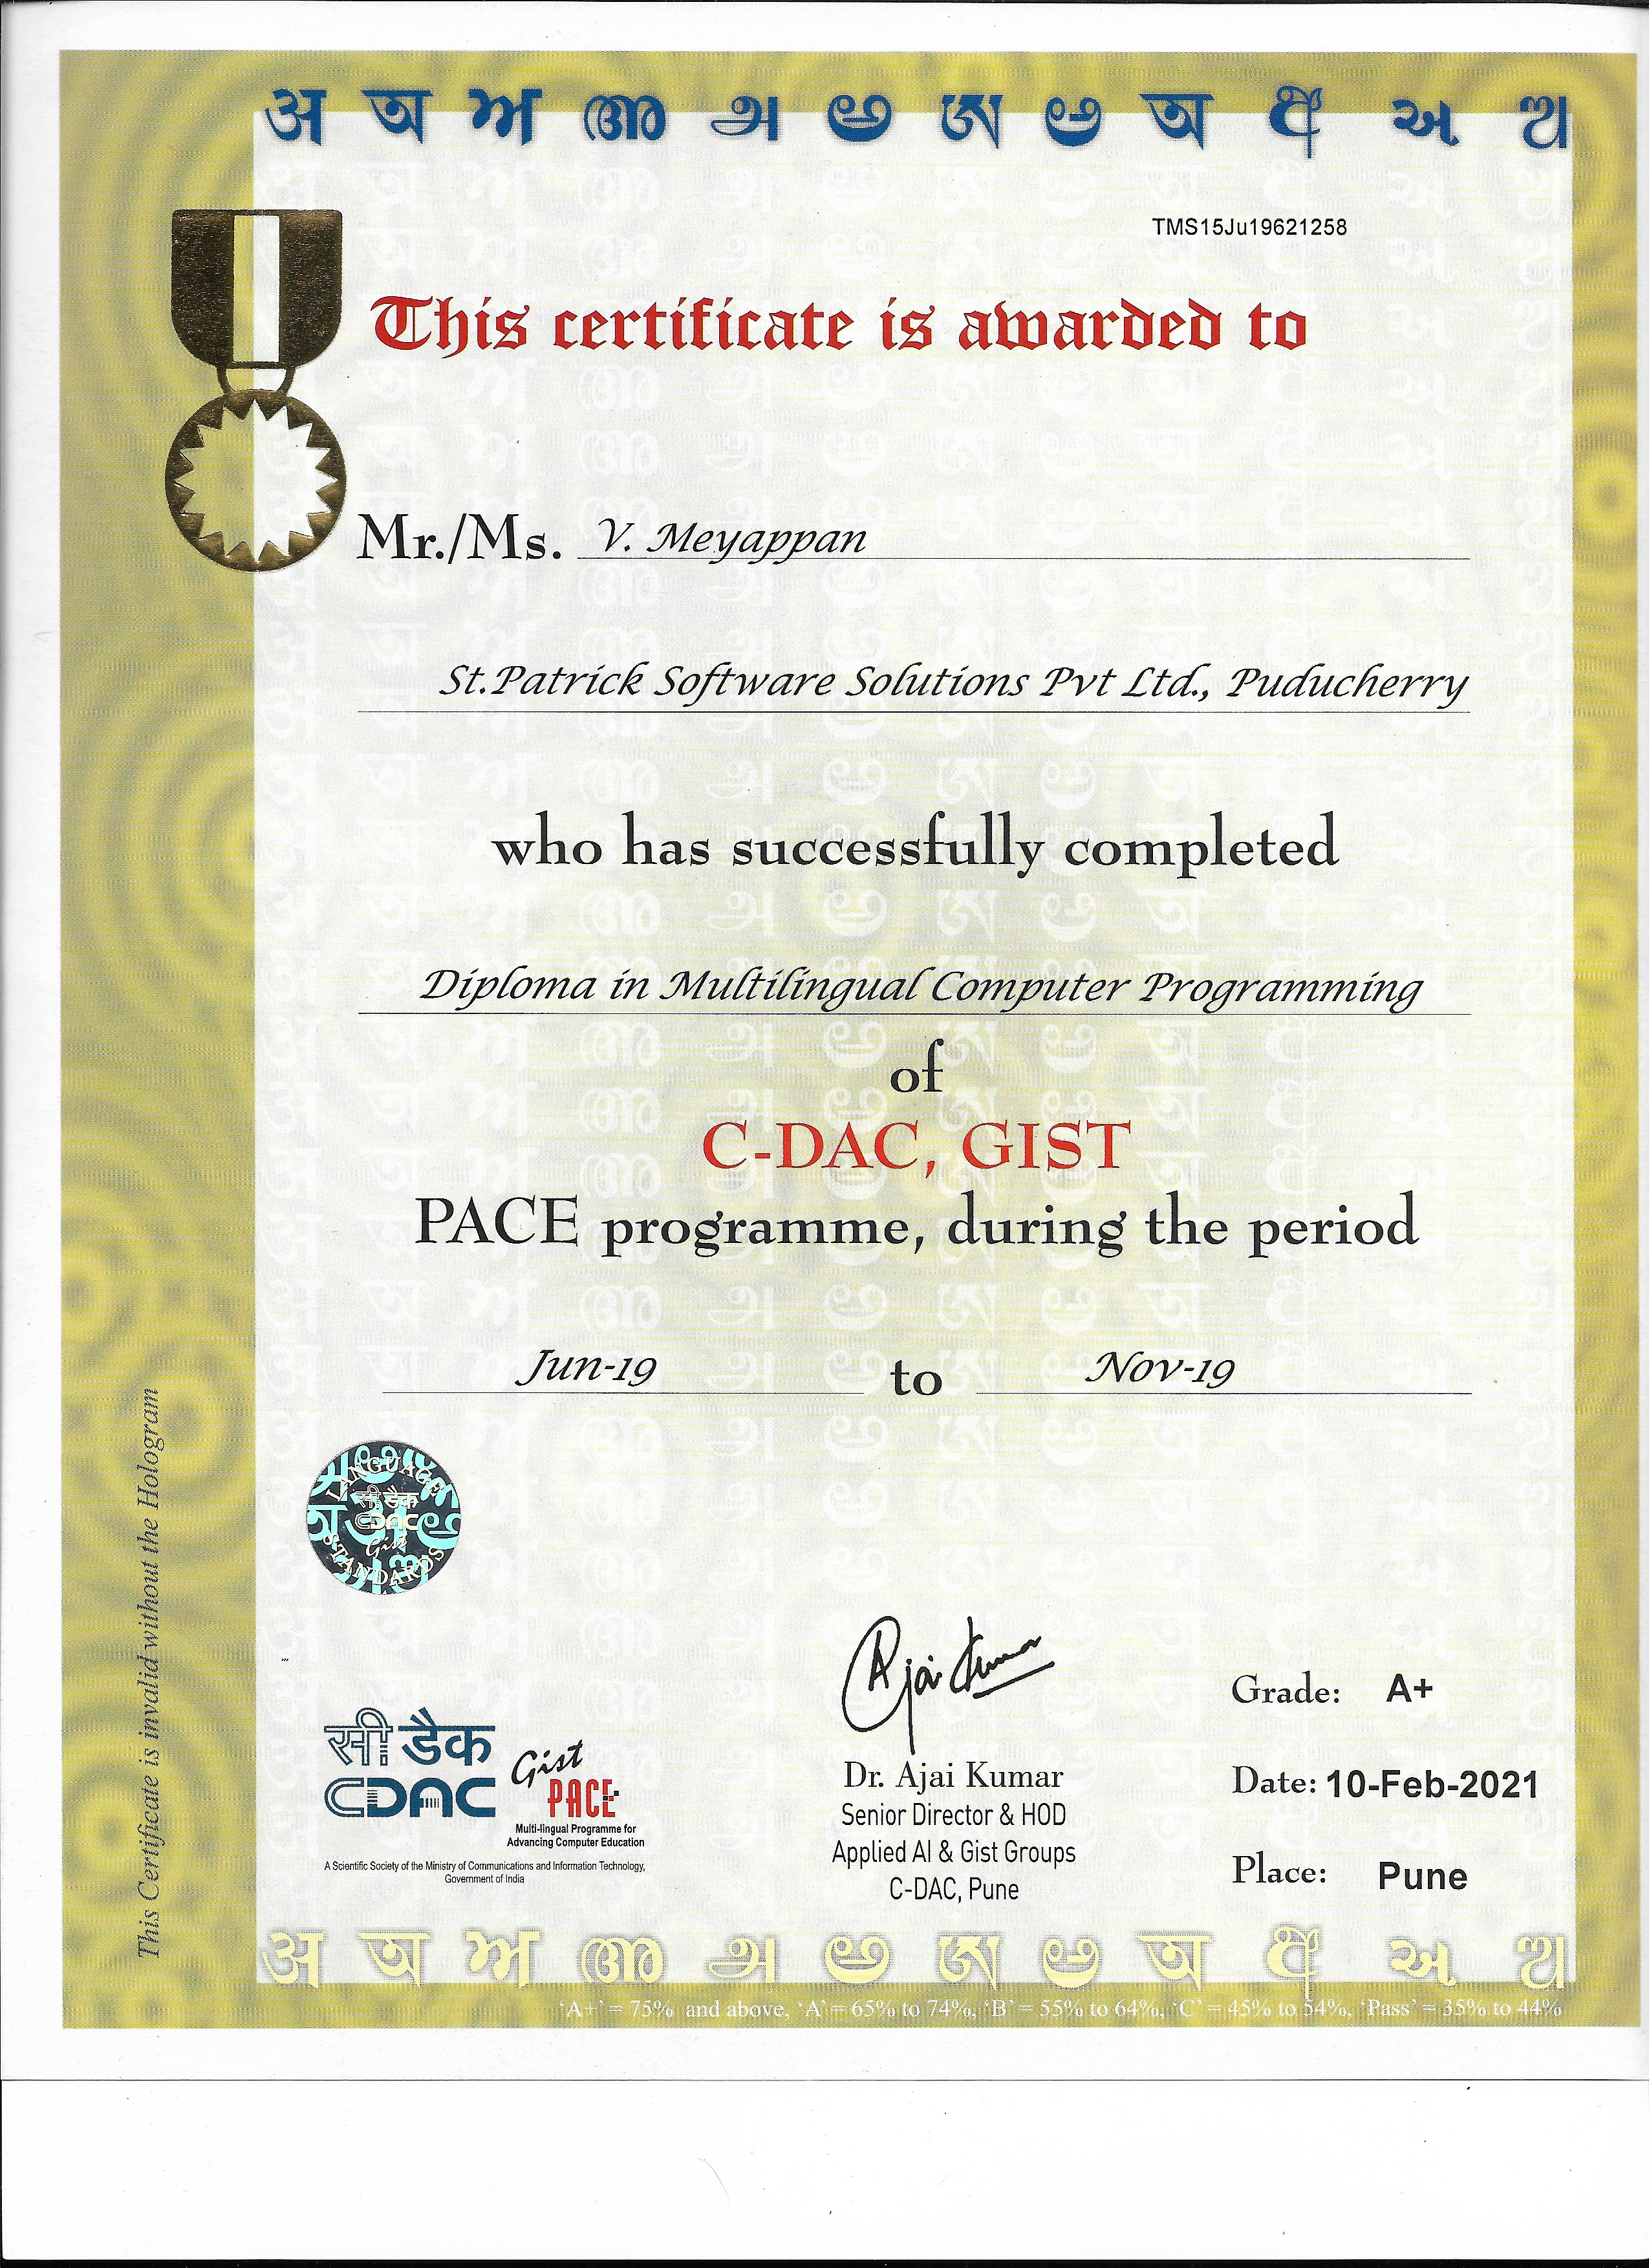 अ অ ਅ അ அ అ অ ಅ অ අ અ ଅ
TMS15Ju19621258
This certificate is awarded to
Mr./Ms. V. Meyappan
St.Patrick Software Solutions Pvt Ltd., Puducherry
who has successfully completed
Diploma in Multilingual Computer Programming
of
C-DAC, GIST
PACE programme, during the period
Jun-19 to Nov-19
This Certificate is invalid without the Hologram
LANGUAGE
सी डैक
CDAC
Gist
STANDARDS
सी डैक
CDAC
Gist
PACE
Multi-lingual Programme for
Advancing Computer Education
A Scientific Society of the Ministry of Communications and Information Technology,
Government of India
Ajai Kumar
Dr. Ajai Kumar
Senior Director & HOD
Applied AI & Gist Groups
C-DAC, Pune
Grade: A+
Date: 10-Feb-2021
Place: Pune
'A+' = 75% and above, 'A' = 65% to 74%, 'B' = 55% to 64%, 'C' = 45% to 54%, 'Pass' = 35% to 44%